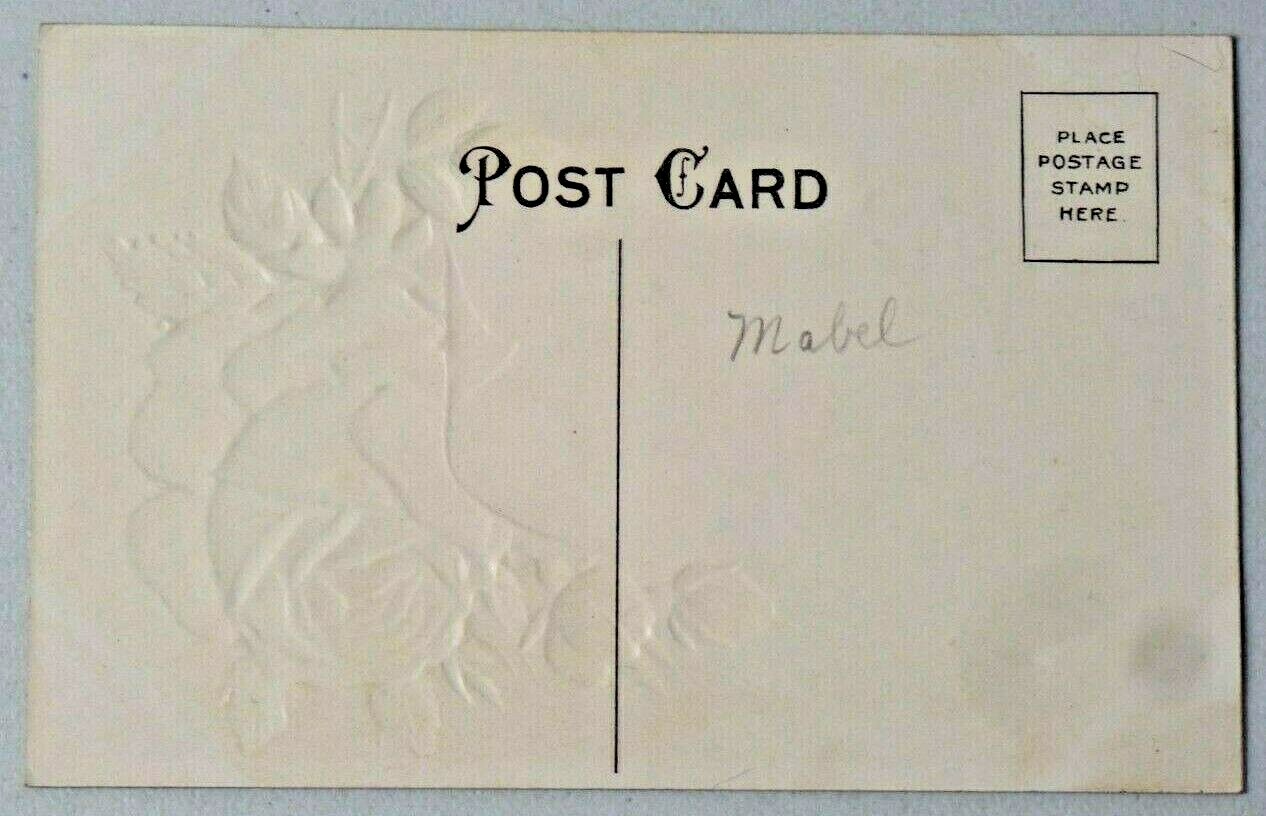 POST CARD
PLACE
POSTAGE
STAMP
HERE.
Mabel